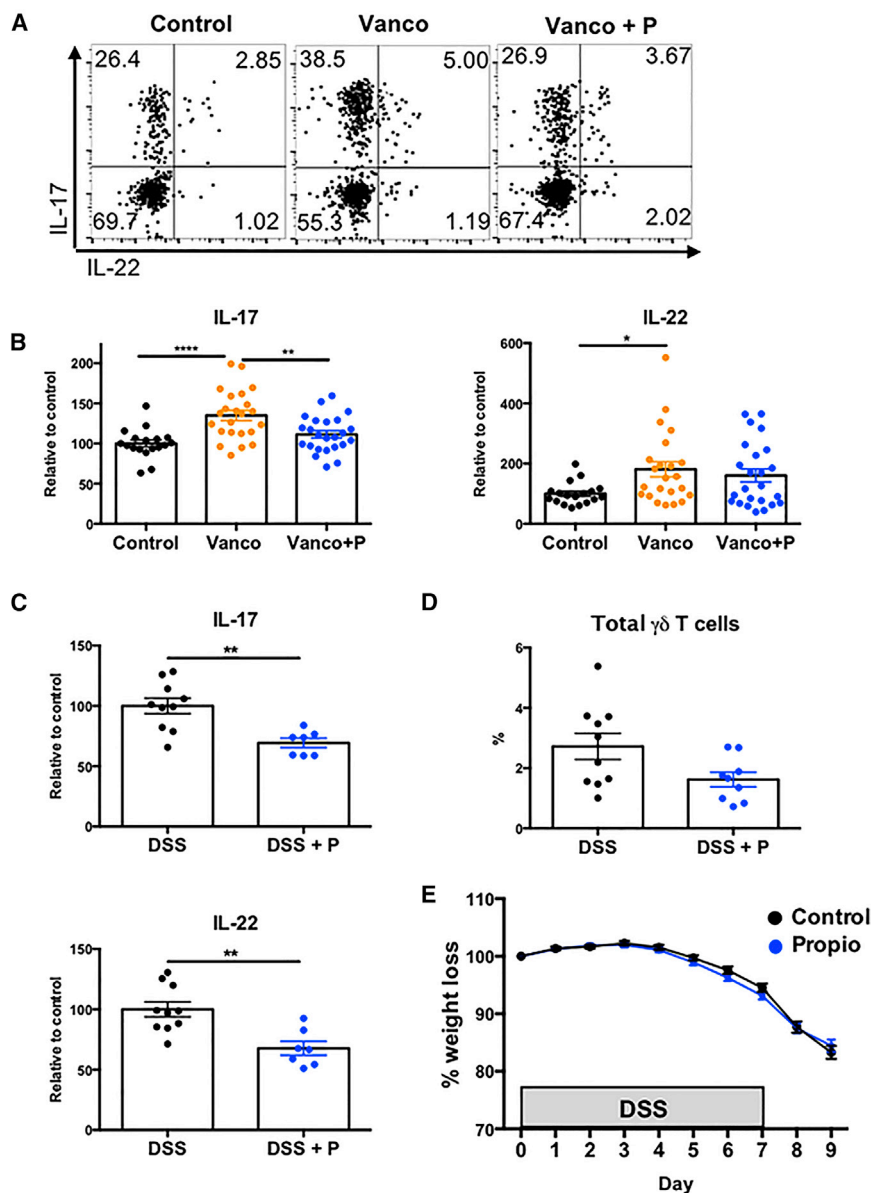 A
Control
Vanco
Vanco + P
26.4
2.85
38.5
5.00
26.9
3.67
69.7
1.02
55.3
1.19
67.4
2.02
IL-17
IL-22
B
IL-17
Relative to control
200
150
100
50
0
****
**
Control
Vanco
Vanco+P
IL-22
Relative to control
600
400
200
0
*
Control
Vanco
Vanco+P
C
IL-17
Relative to control
150
100
50
0
**
DSS
DSS + P
D
Total γδ T cells
%
6
4
2
0
DSS
DSS + P
IL-22
Relative to control
150
100
50
0
**
DSS
DSS + P
E
% weight loss
110
100
90
80
70
Control
Propio
DSS
0 1 2 3 4 5 6 7 8 9
Day